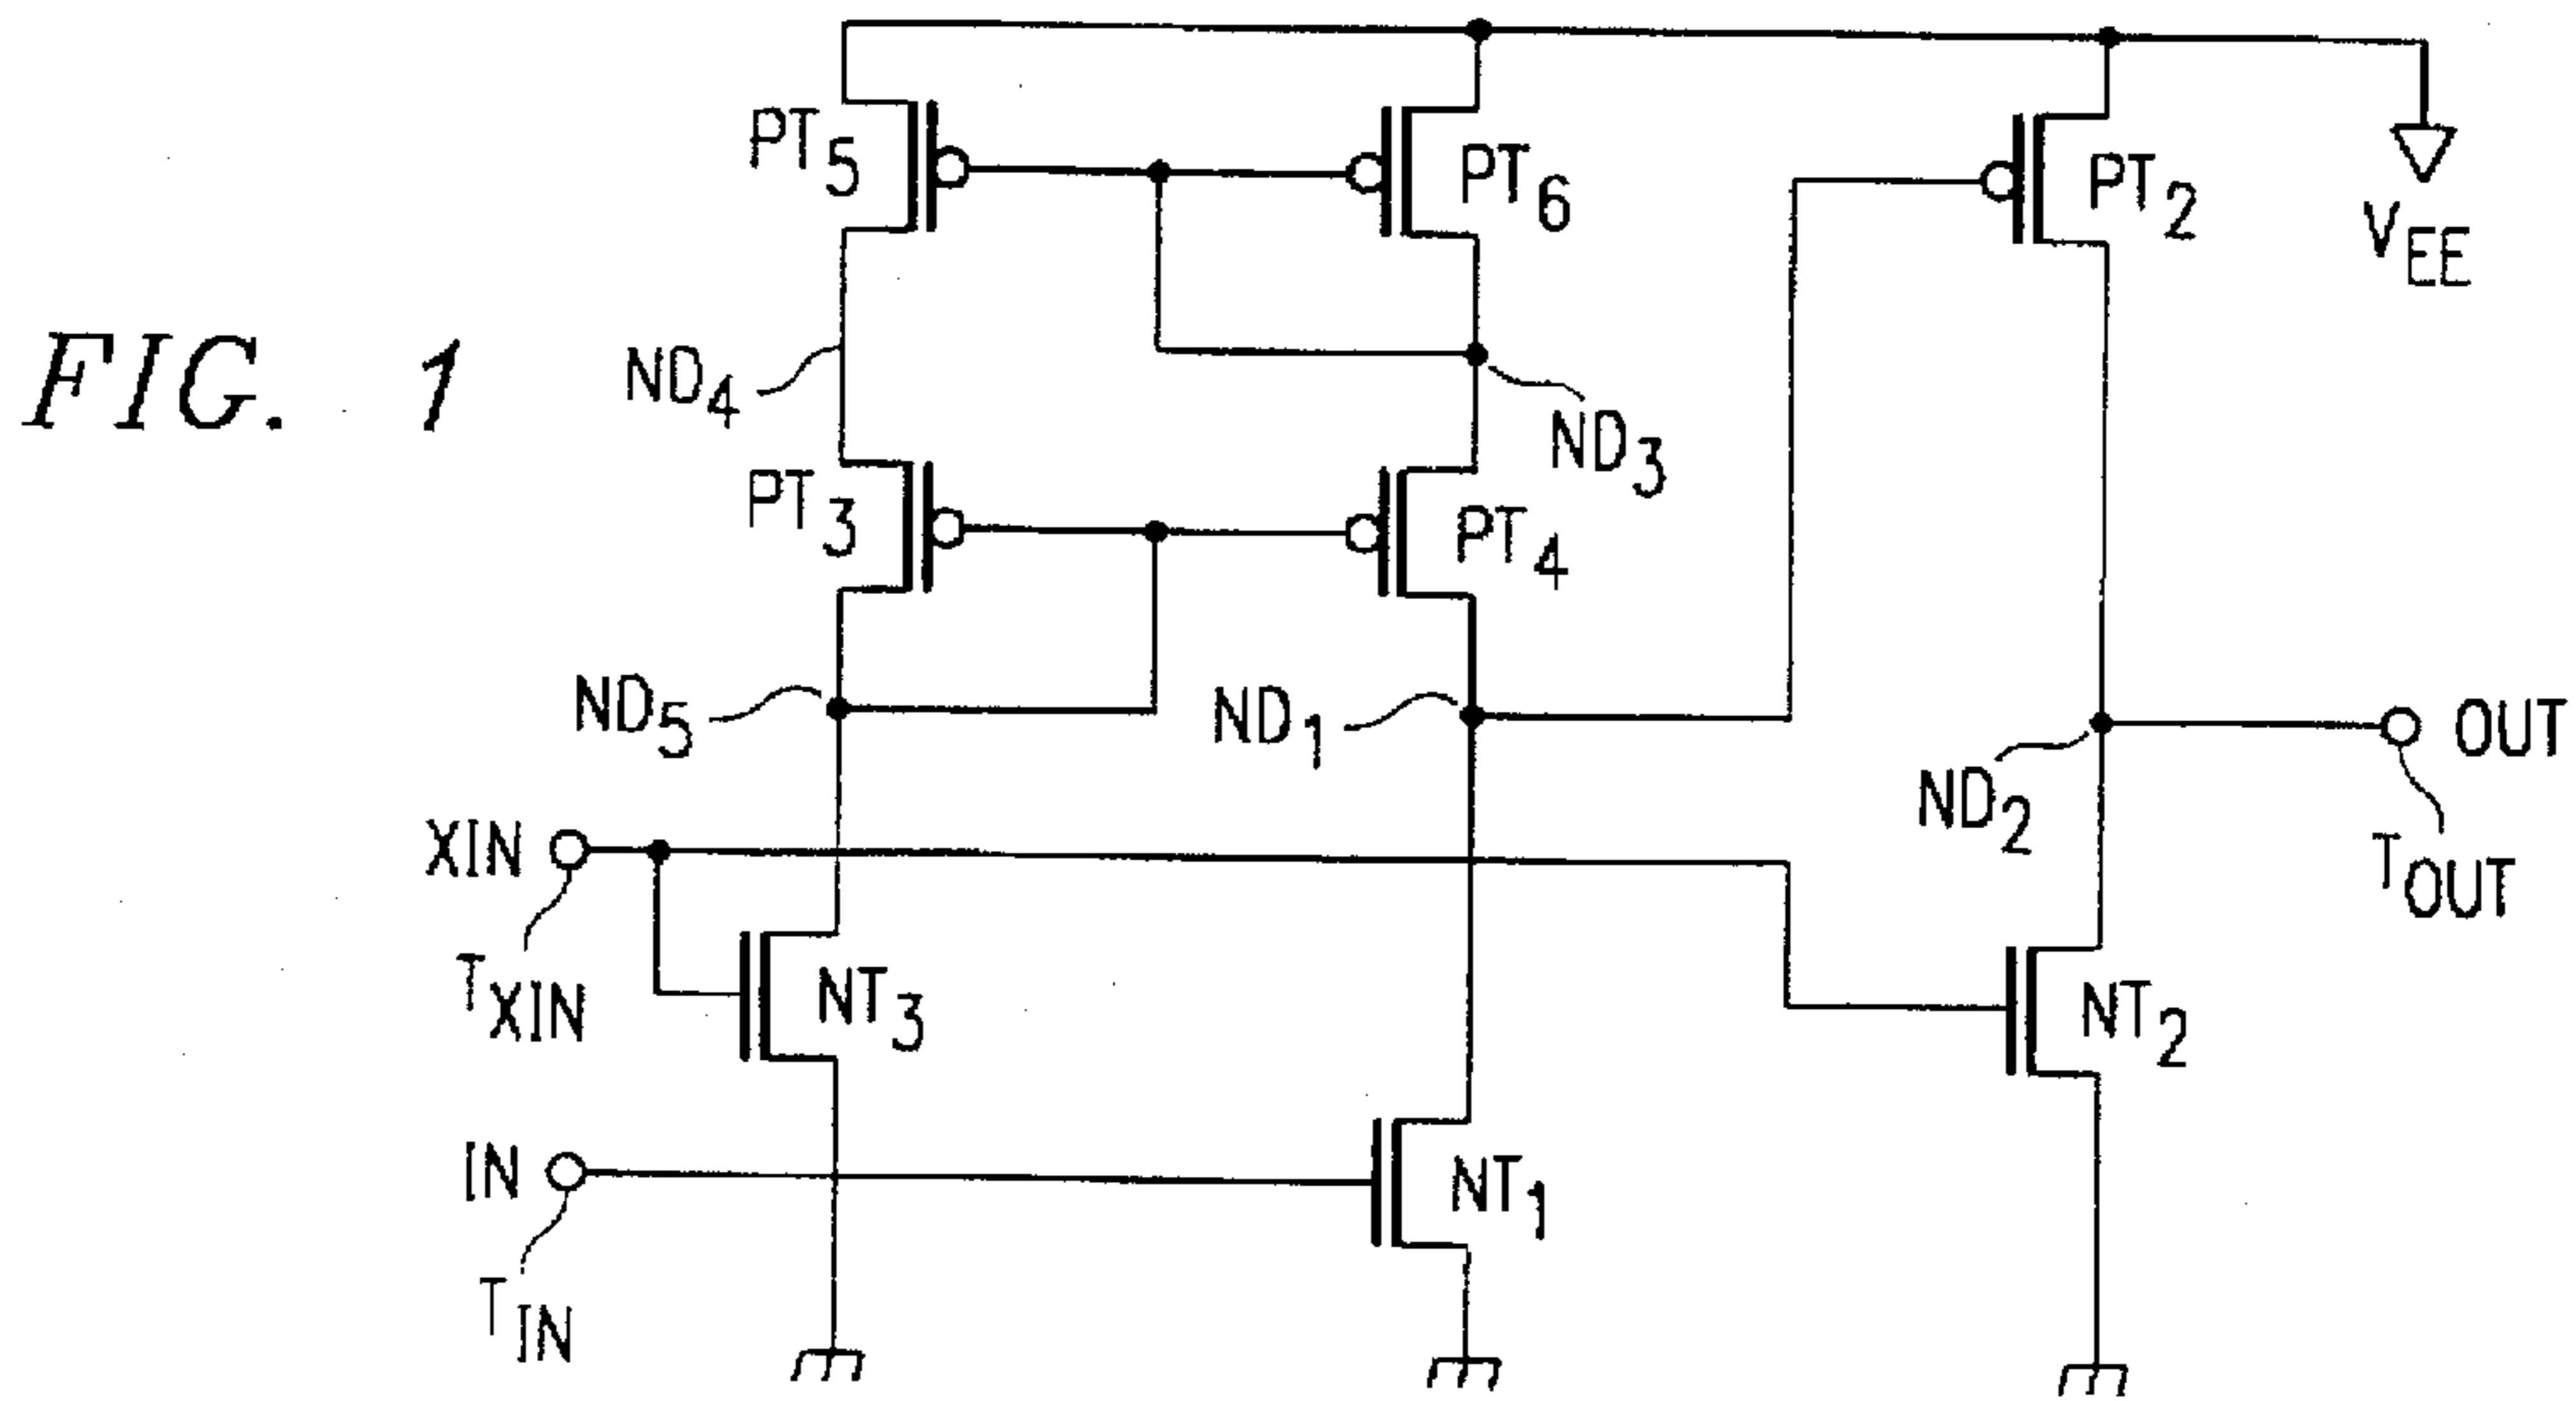 FIG. 1
PT5
PT6
PT2
VEE
ND4
ND3
PT3
PT4
ND5
ND1
ND2
OUT
TOUT
XIN
TXIN
NT3
NT2
IN
TIN
NT1